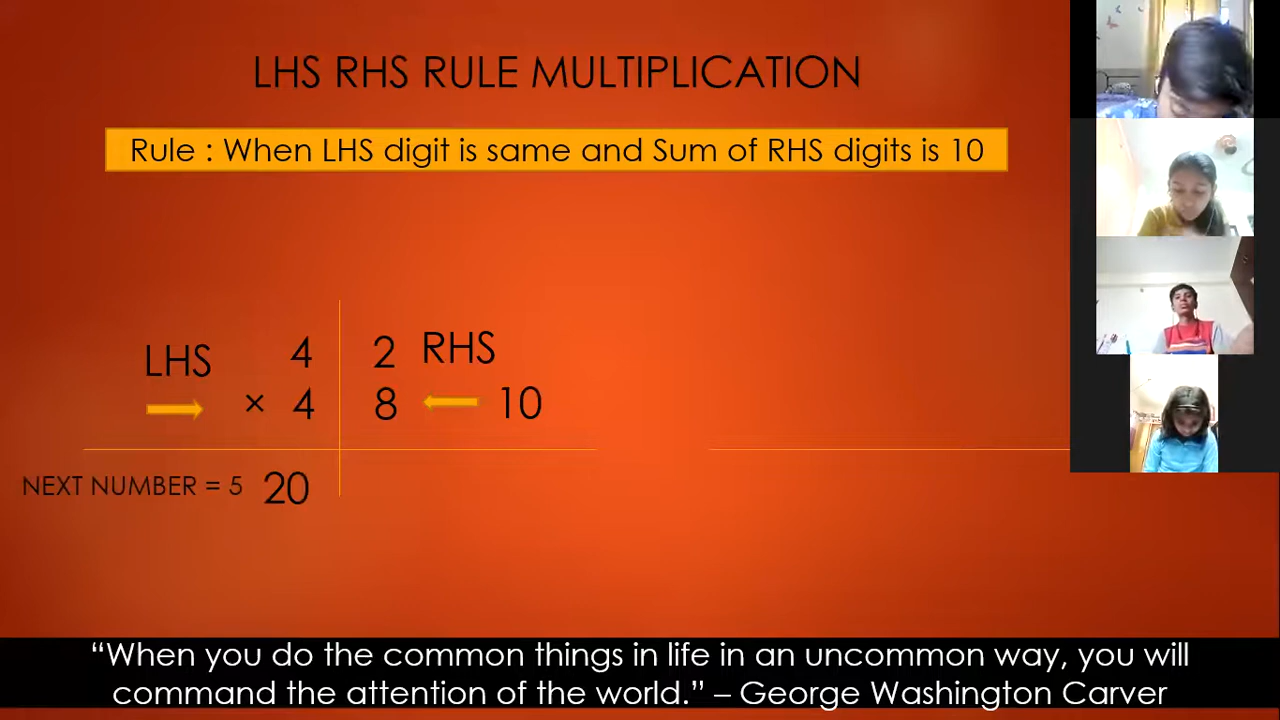 LHS RHS RULE MULTIPLICATION
Rule : When LHS digit is same and Sum of RHS digits is 10
LHS 4 2 RHS
× 4 8 10
NEXT NUMBER = 5 20
“When you do the common things in life in an uncommon way, you will
command the attention of the world.” – George Washington Carver